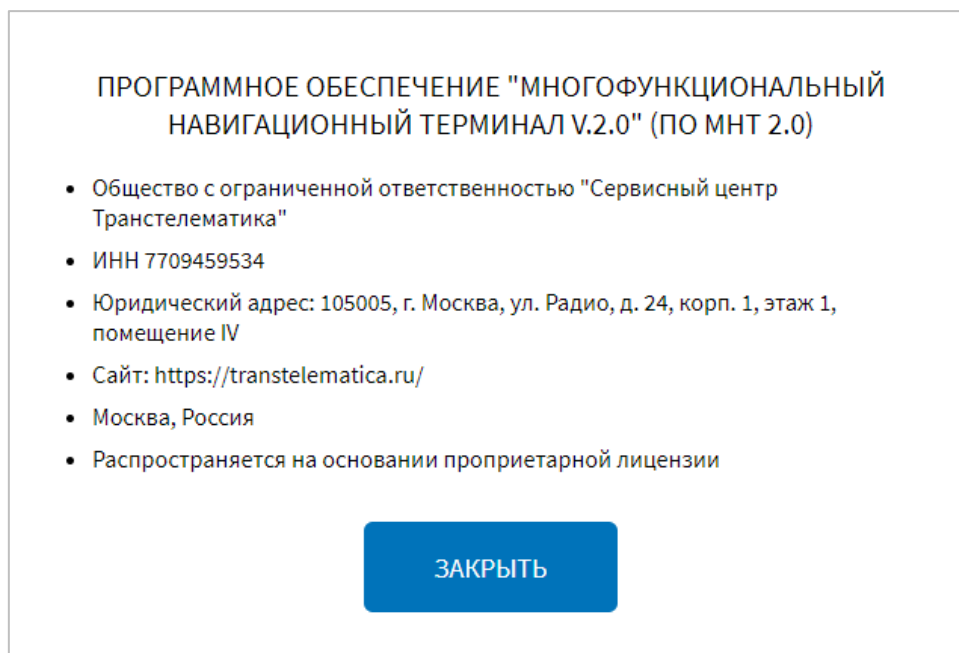 ПРОГРАММНОЕ ОБЕСПЕЧЕНИЕ "МНОГОФУНКЦИОНАЛЬНЫЙ
НАВИГАЦИОННЫЙ ТЕРМИНАЛ V.2.0" (ПО МНТ 2.0)
• Общество с ограниченной ответственностью "Сервисный центр
Транстелематика"
• ИНН 7709459534
• Юридический адрес: 105005, г. Москва, ул. Радио, д. 24, корп. 1, этаж 1,
помещение IV
• Сайт: https://transtelematica.ru/
• Москва, Россия
• Распространяется на основании проприетарной лицензии
ЗАКРЫТЬ